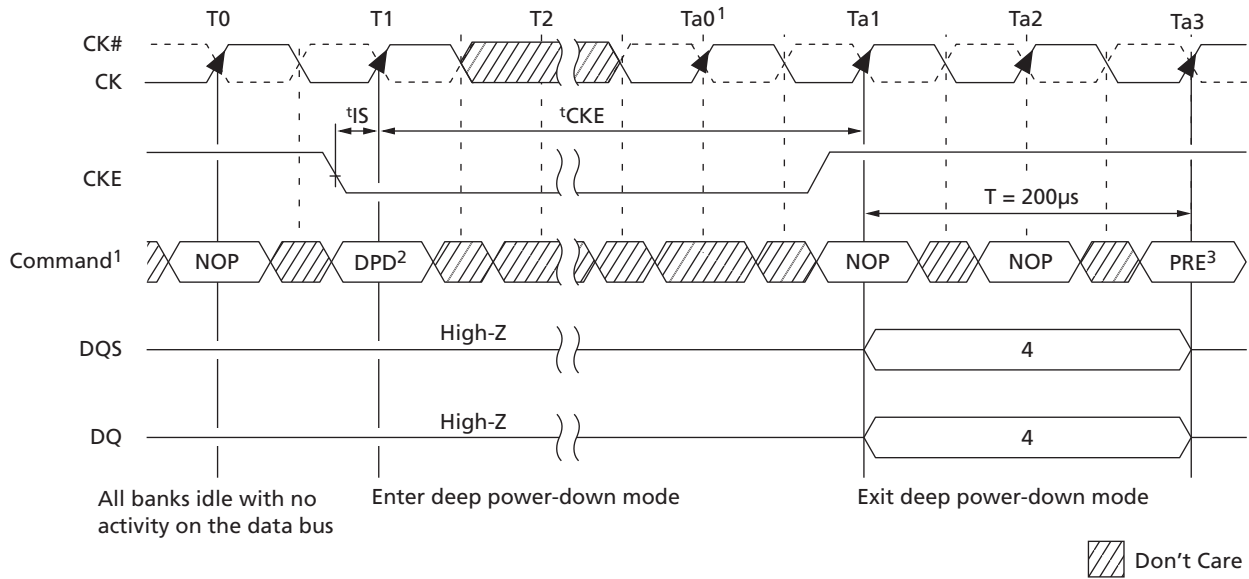 T0 T1 T2 Ta0¹ Ta1 Ta2 Ta3
CK#
CK
tIS tCKE
CKE
T = 200µs
Command¹ NOP DPD² NOP NOP PRE³
DQS High-Z 4
DQ High-Z 4
All banks idle with no
activity on the data bus
Enter deep power-down mode
Exit deep power-down mode
Don't Care